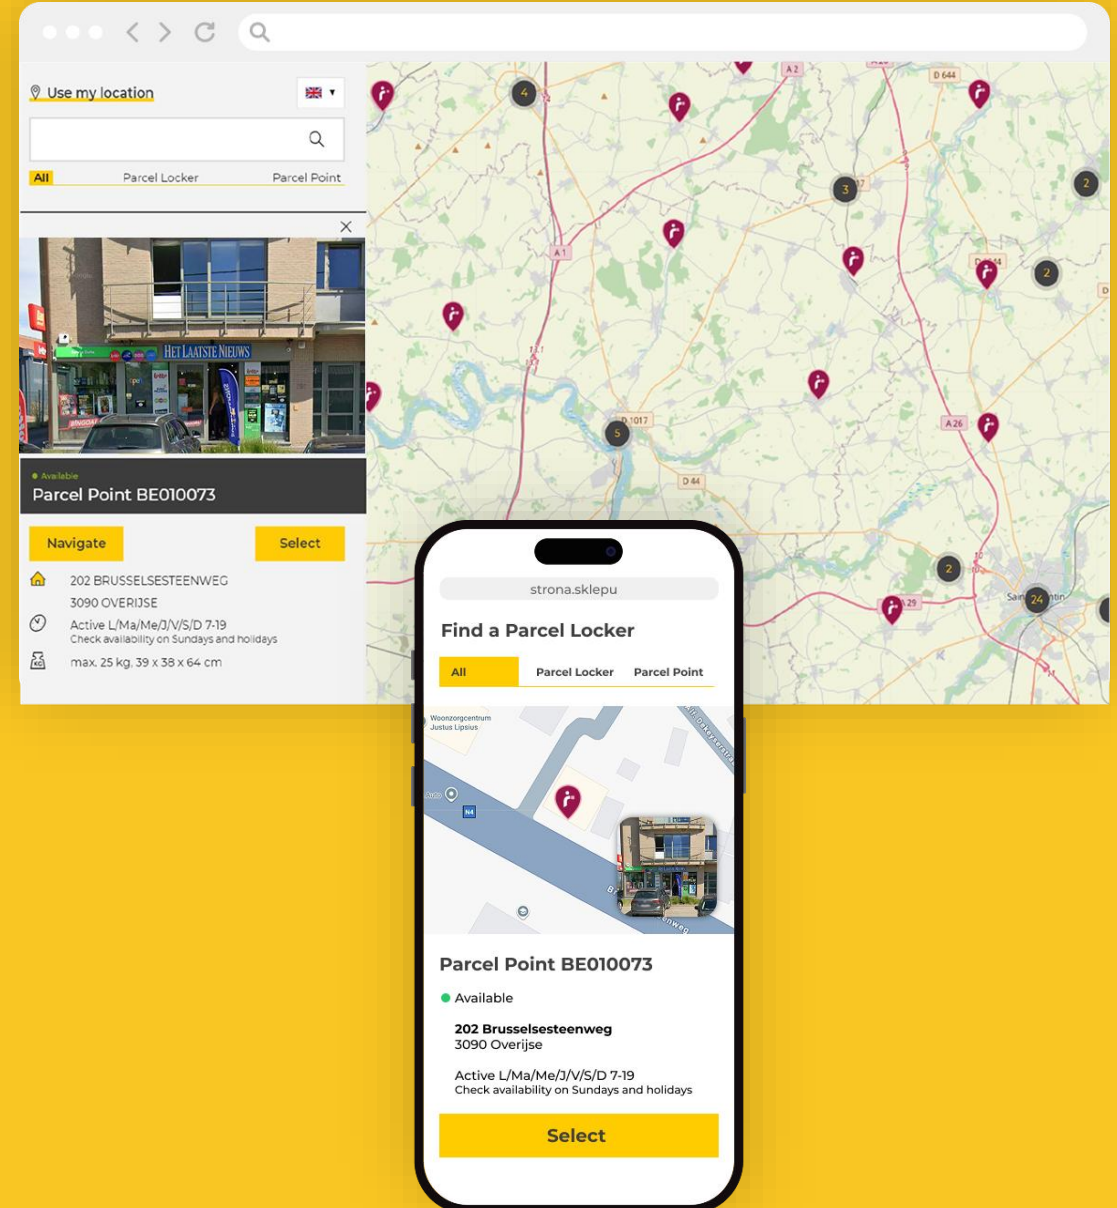 Use my location
All Parcel Locker Parcel Point
HET LAATSTE NIEUWS
Available
Parcel Point BE010073
Navigate Select
202 BRUSSELSESTEENWEG
3090 OVERIJSE
Active L/Ma/Me/J/V/S/D 7-19
Check availability on Sundays and holidays
KG
max. 25 kg, 39 x 38 x 64 cm
A 2
D 644
4
3
2
A 1
2
5
D 1017
A 26
D 44
2
A 29
24
strona.sklepu
Find a Parcel Locker
All Parcel Locker Parcel Point
Woonzorgcentrum
Justus Lipsius
Auto
N4
Parcel Point BE010073
Available
202 Brusselsesteenweg
3090 Overijse
Active L/Ma/Me/J/V/S/D 7-19
Check availability on Sundays and holidays
Select